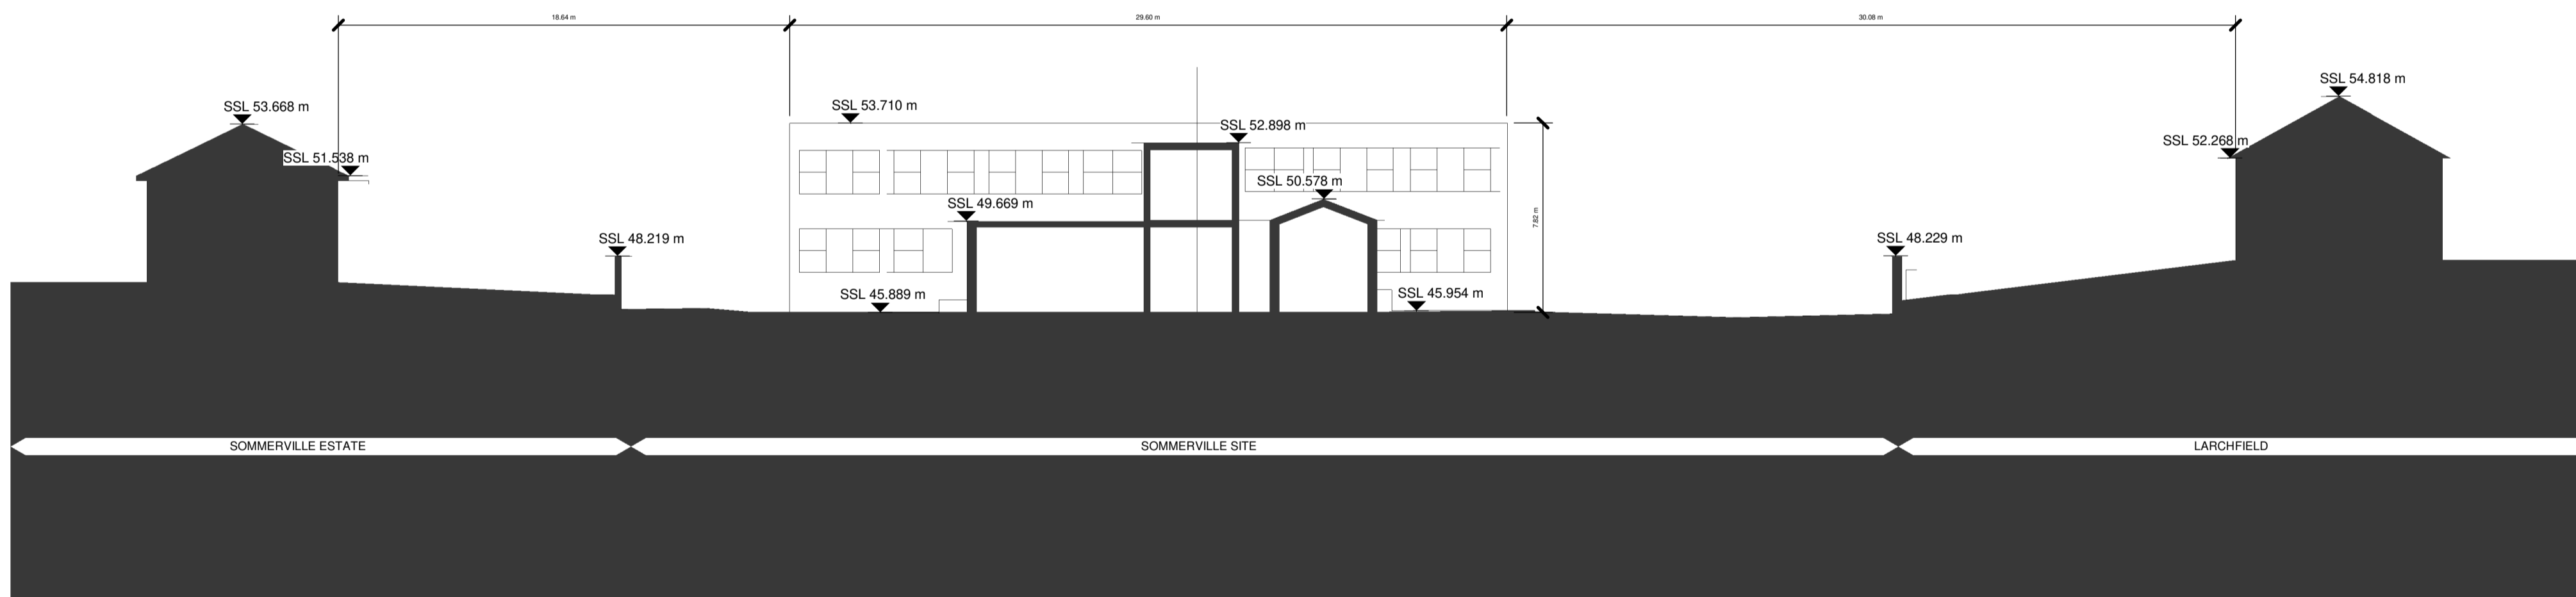 18.64 m
29.60 m
30.08 m
SSL 54.818 m
SSL 53.668 m
SSL 53.710 m
SSL 52.898 m
SSL 52.268 m
SSL 51.538 m
SSL 50.578 m
SSL 49.669 m
7.82 m
SSL 48.219 m
SSL 48.229 m
SSL 45.889 m
SSL 45.954 m
SOMMERVILLE ESTATE
SOMMERVILLE SITE
LARCHFIELD